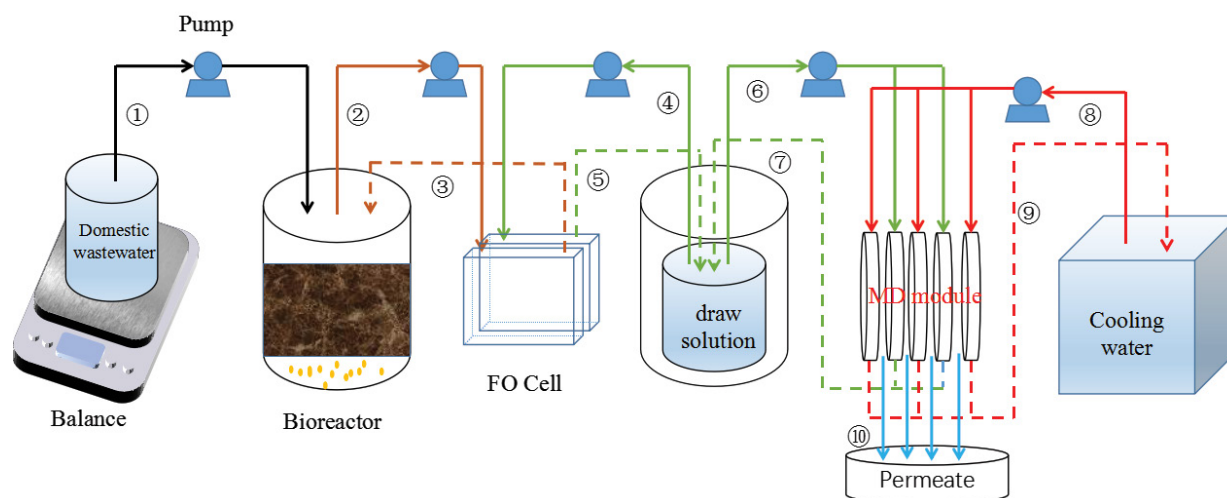 Pump
①
②
③
④
⑤
⑥
⑦
⑧
⑨
Domestic
wastewater
draw
solution
MD module
Cooling
water
FO Cell
Balance
Bioreactor
⑩
Permeate